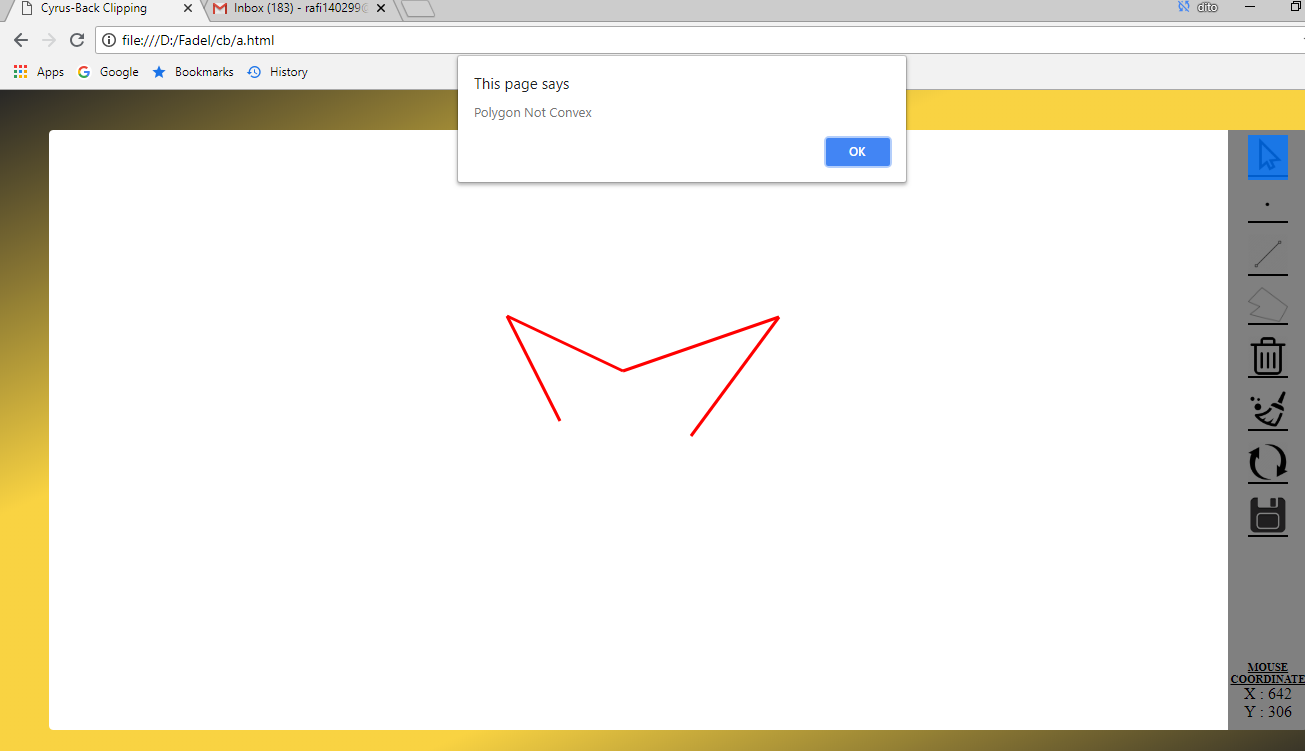 Cyrus-Back Clipping
Inbox (183) - rafi140299
dito
file:///D:/Fadel/cb/a.html
Apps Google Bookmarks History
This page says
Polygon Not Convex
OK
MOUSE
COORDINATE
X : 642
Y : 306